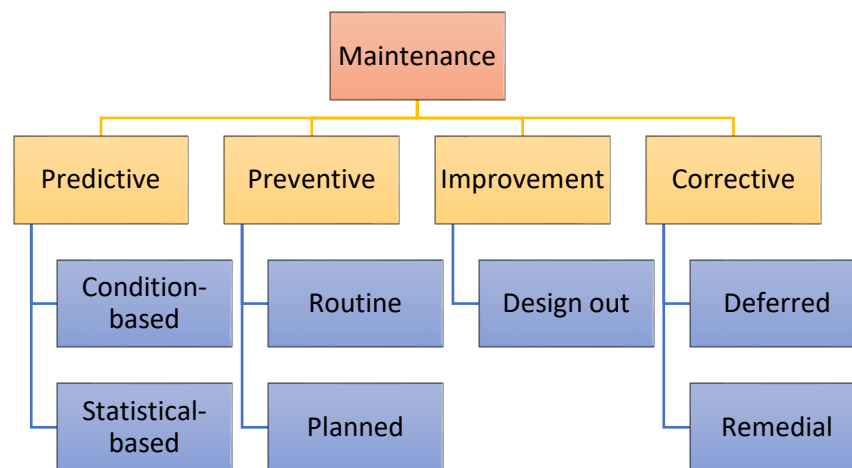 Maintenance
Predictive
Preventive
Improvement
Corrective
Condition-
based
Routine
Design out
Deferred
Statistical-
based
Planned
Remedial